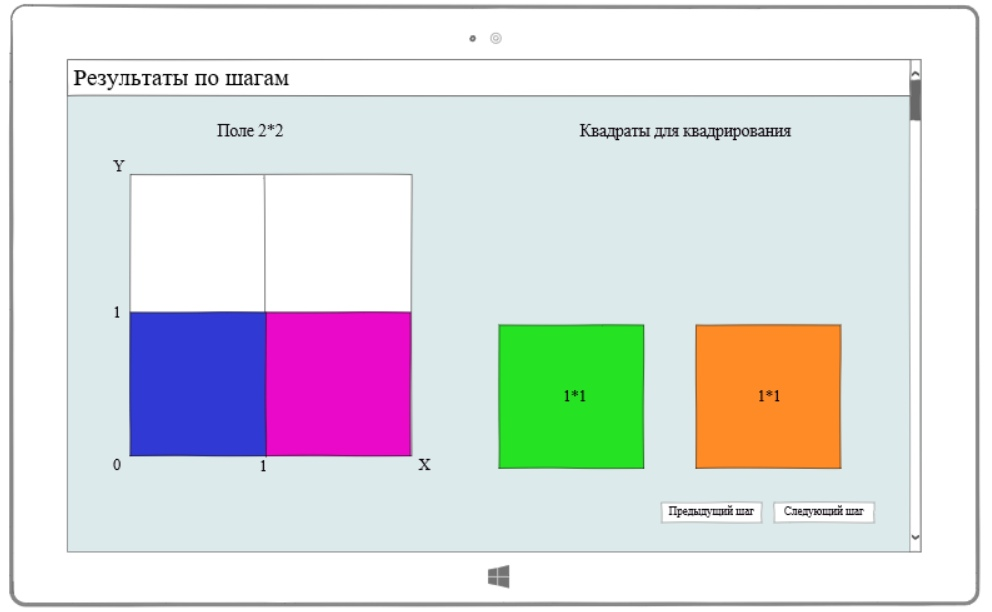 Результаты по шагам
Поле 2*2
Квадраты для квадрирования
Y
1
0
1
X
1*1
1*1
Предыдущий шаг
Следующий шаг